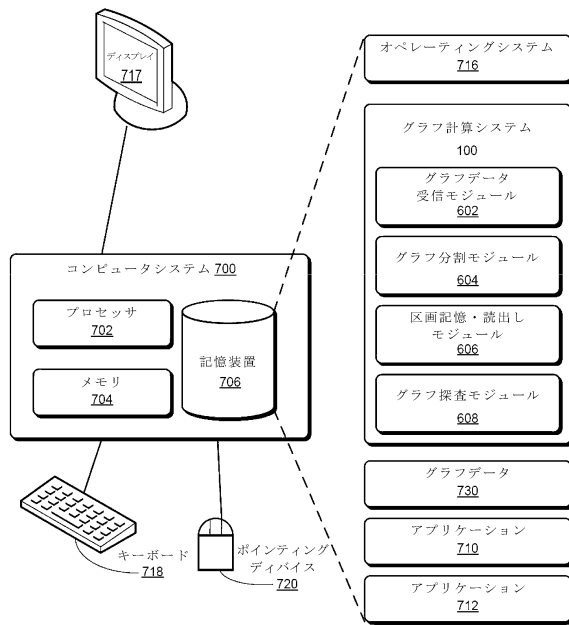 ディスプレイ
717
コンピュータシステム 700
プロセッサ
702
メモリ
704
記憶装置
706
キーボード
718
ポインティング
ディバイス
720
オペレーティングシステム
716
グラフ計算システム
100
グラフデータ
受信モジュール
602
グラフ分割モジュール
604
区画記憶・読出し
モジュール
606
グラフ探査モジュール
608
グラフデータ
730
アプリケーション
710
アプリケーション
712